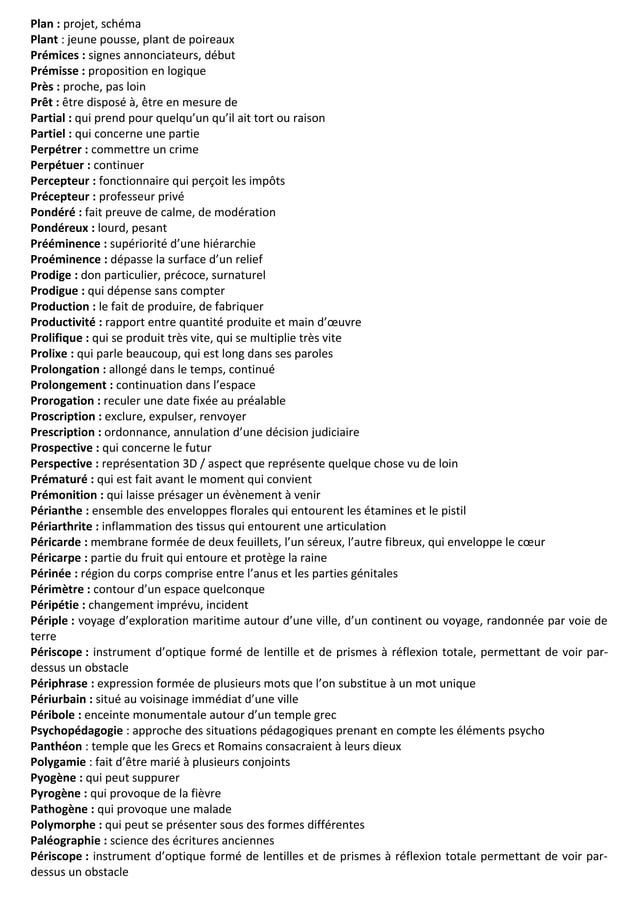 Plan : projet, schéma
Plant : jeune pousse, plant de poireaux
Prémices : signes annonciateurs, début
Prémisse : proposition en logique
Près : proche, pas loin
Prêt : être disposé à, être en mesure de
Partial : qui prend pour quelqu’un qu’il ait tort ou raison
Partiel : qui concerne une partie
Perpétrer : commettre un crime
Perpétuer : continuer
Percepteur : fonctionnaire qui perçoit les impôts
Précepteur : professeur privé
Pondéré : fait preuve de calme, de modération
Pondéreux : lourd, pesant
Prééminence : supériorité d’une hiérarchie
Proéminence : dépasse la surface d’un relief
Prodige : don particulier, précoce, surnaturel
Prodigue : qui dépense sans compter
Production : le fait de produire, de fabriquer
Productivité : rapport entre quantité produite et main d’œuvre
Prolifique : qui se produit très vite, qui se multiplie très vite
Prolixe : qui parle beaucoup, qui est long dans ses paroles
Prolongation : allongé dans le temps, continué
Prolongement : continuation dans l’espace
Prorogation : reculer une date fixée au préalable
Proscription : exclure, expulser, renvoyer
Prescription : ordonnance, annulation d’une décision judiciaire
Prospective : qui concerne le futur
Perspective : représentation 3D / aspect que représente quelque chose vu de loin
Prématuré : qui est fait avant le moment qui convient
Prémonition : qui laisse présager un évènement à venir
Périanthe : ensemble des enveloppes florales qui entourent les étamines et le pistil
Périarthrite : inflammation des tissus qui entourent une articulation
Péricarde : membrane formée de deux feuillets, l’un séreux, l’autre fibreux, qui enveloppe le cœur
Péricarpe : partie du fruit qui entoure et protège la raine
Périnée : région du corps comprise entre l’anus et les parties génitales
Périmètre : contour d’un espace quelconque
Péripétie : changement imprévu, incident
Périple : voyage d’exploration maritime autour d’une ville, d’un continent ou voyage, randonnée par voie de
terre
Périscope : instrument d’optique formé de lentille et de prismes à réflexion totale, permettant de voir par-
dessus un obstacle
Périphrase : expression formée de plusieurs mots que l’on substitue à un mot unique
Périurbain : situé au voisinage immédiat d’une ville
Péribole : enceinte monumentale autour d’un temple grec
Psychopédagogie : approche des situations pédagogiques prenant en compte les éléments psycho
Panthéon : temple que les Grecs et Romains consacraient à leurs dieux
Polygamie : fait d’être marié à plusieurs conjoints
Pyogène : qui peut suppurer
Pyrogène : qui provoque de la fièvre
Pathogène : qui provoque une malade
Polymorphe : qui peut se présenter sous des formes différentes
Paléographie : science des écritures anciennes
Périscope : instrument d’optique formé de lentilles et de prismes à réflexion totale permettant de voir par-
dessus un obstacle